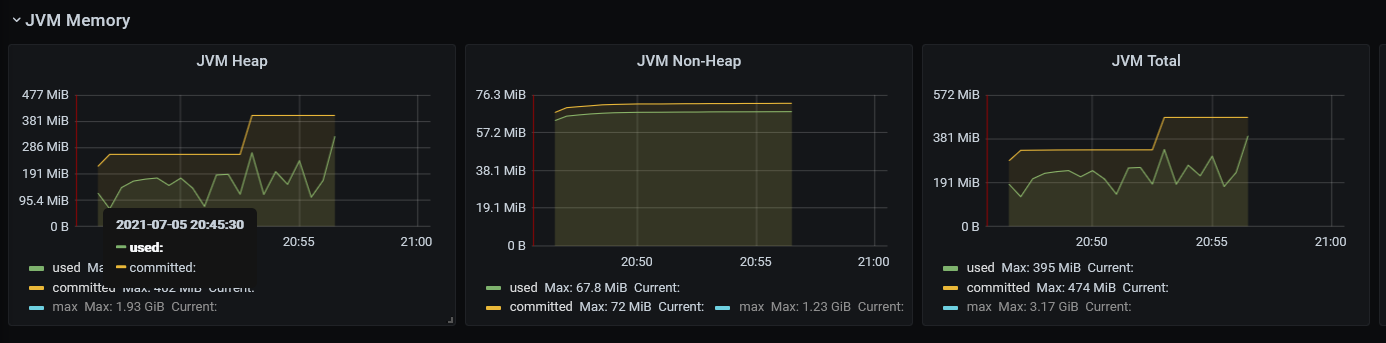 JVM Memory
JVM Heap
477 MiB
381 MiB
286 MiB
191 MiB
95.4 MiB
0 B
2021-07-05 20:45:30
used:
committed:
20:55
21:00
used
committed
max Max: 1.93 GiB Current:
JVM Non-Heap
76.3 MiB
57.2 MiB
38.1 MiB
19.1 MiB
0 B
20:50
20:55
21:00
used Max: 67.8 MiB Current:
committed Max: 72 MiB Current:
max Max: 1.23 GiB Current:
JVM Total
572 MiB
381 MiB
191 MiB
0 B
20:50
20:55
21:00
used Max: 395 MiB Current:
committed Max: 474 MiB Current:
max Max: 3.17 GiB Current: